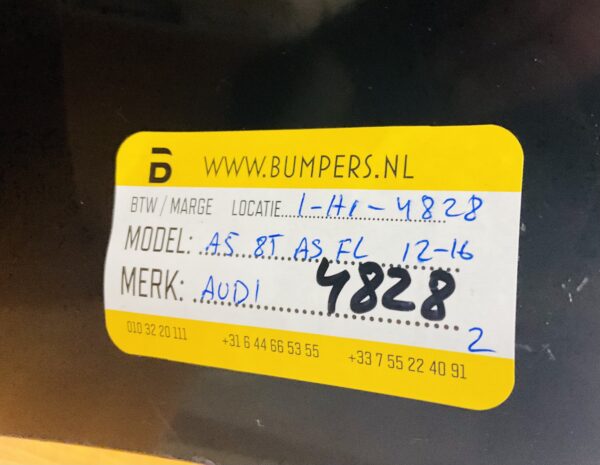 WWW.BUMPERS.NL
BTW / MARGE LOCATIE 1-H1-4828
MODEL: A5 8T A5 FL 12-16
MERK: AUDI 4828
2
010 32 20 111 +31 6 44 66 53 55 +33 7 55 22 40 91